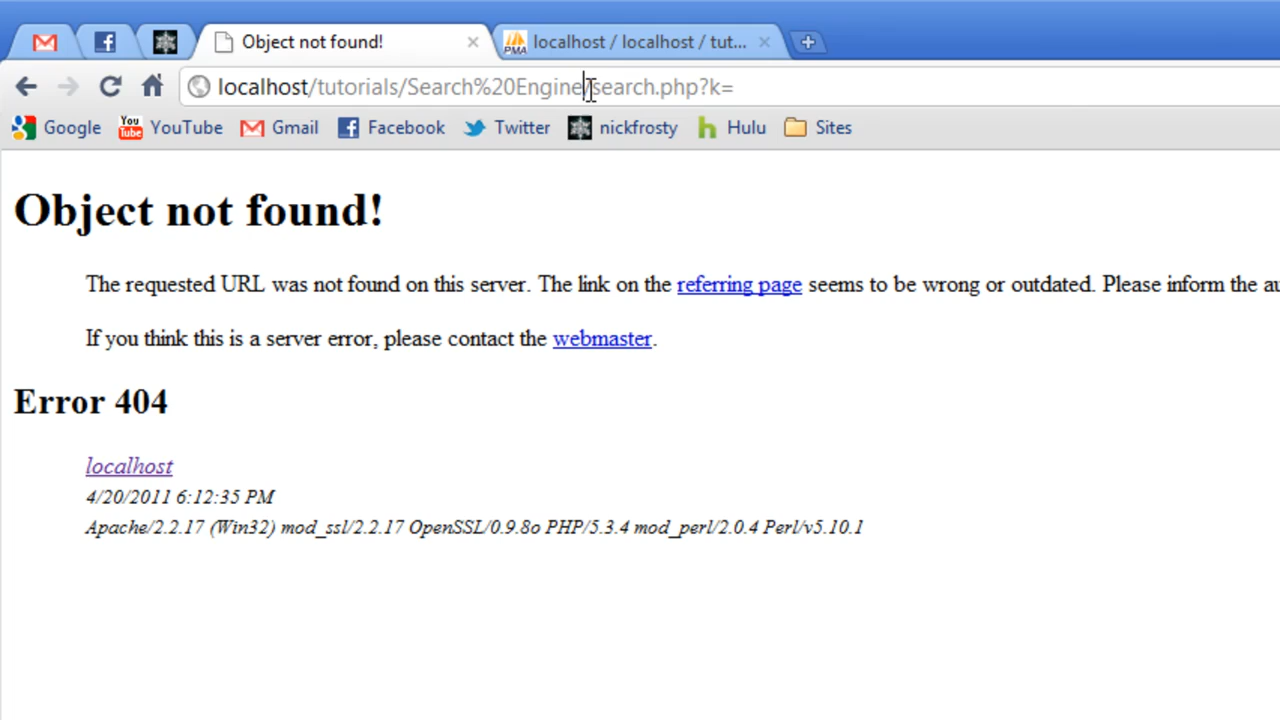 Object not found!
localhost / localhost / tut...
localhost/tutorials/Search%20Engine/search.php?k=
Google YouTube Gmail Facebook Twitter nickfrosty Hulu Sites
Object not found!
The requested URL was not found on this server. The link on the referring page seems to be wrong or outdated. Please inform the au
If you think this is a server error, please contact the webmaster.
Error 404
localhost
4/20/2011 6:12:35 PM
Apache/2.2.17 (Win32) mod_ssl/2.2.17 OpenSSL/0.9.8o PHP/5.3.4 mod_perl/2.0.4 Perl/v5.10.1